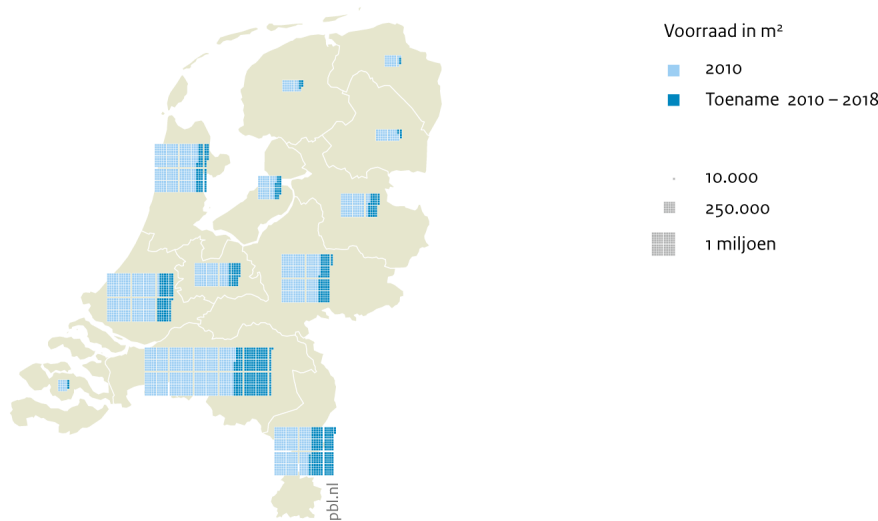 Voorraad in m²
2010
Toename 2010 – 2018
10.000
250.000
1 miljoen
pbl.nl